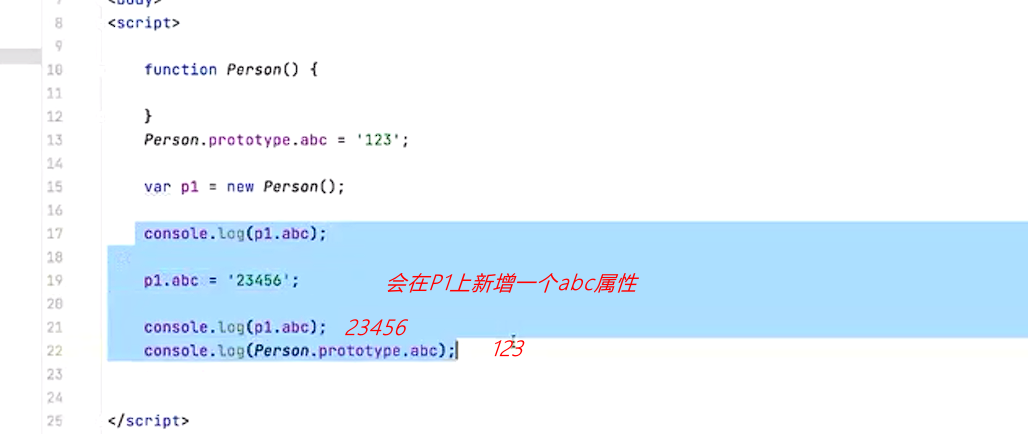 7 <body>
8 <script>
9
10 function Person() {
11
12 }
13 Person.prototype.abc = '123';
14
15 var p1 = new Person();
16
17 console.log(p1.abc);
18
19 p1.abc = '23456'; 会在P1上新增一个abc属性
20
21 console.log(p1.abc); 23456
22 console.log(Person.prototype.abc); 123
23
24
25 </script>